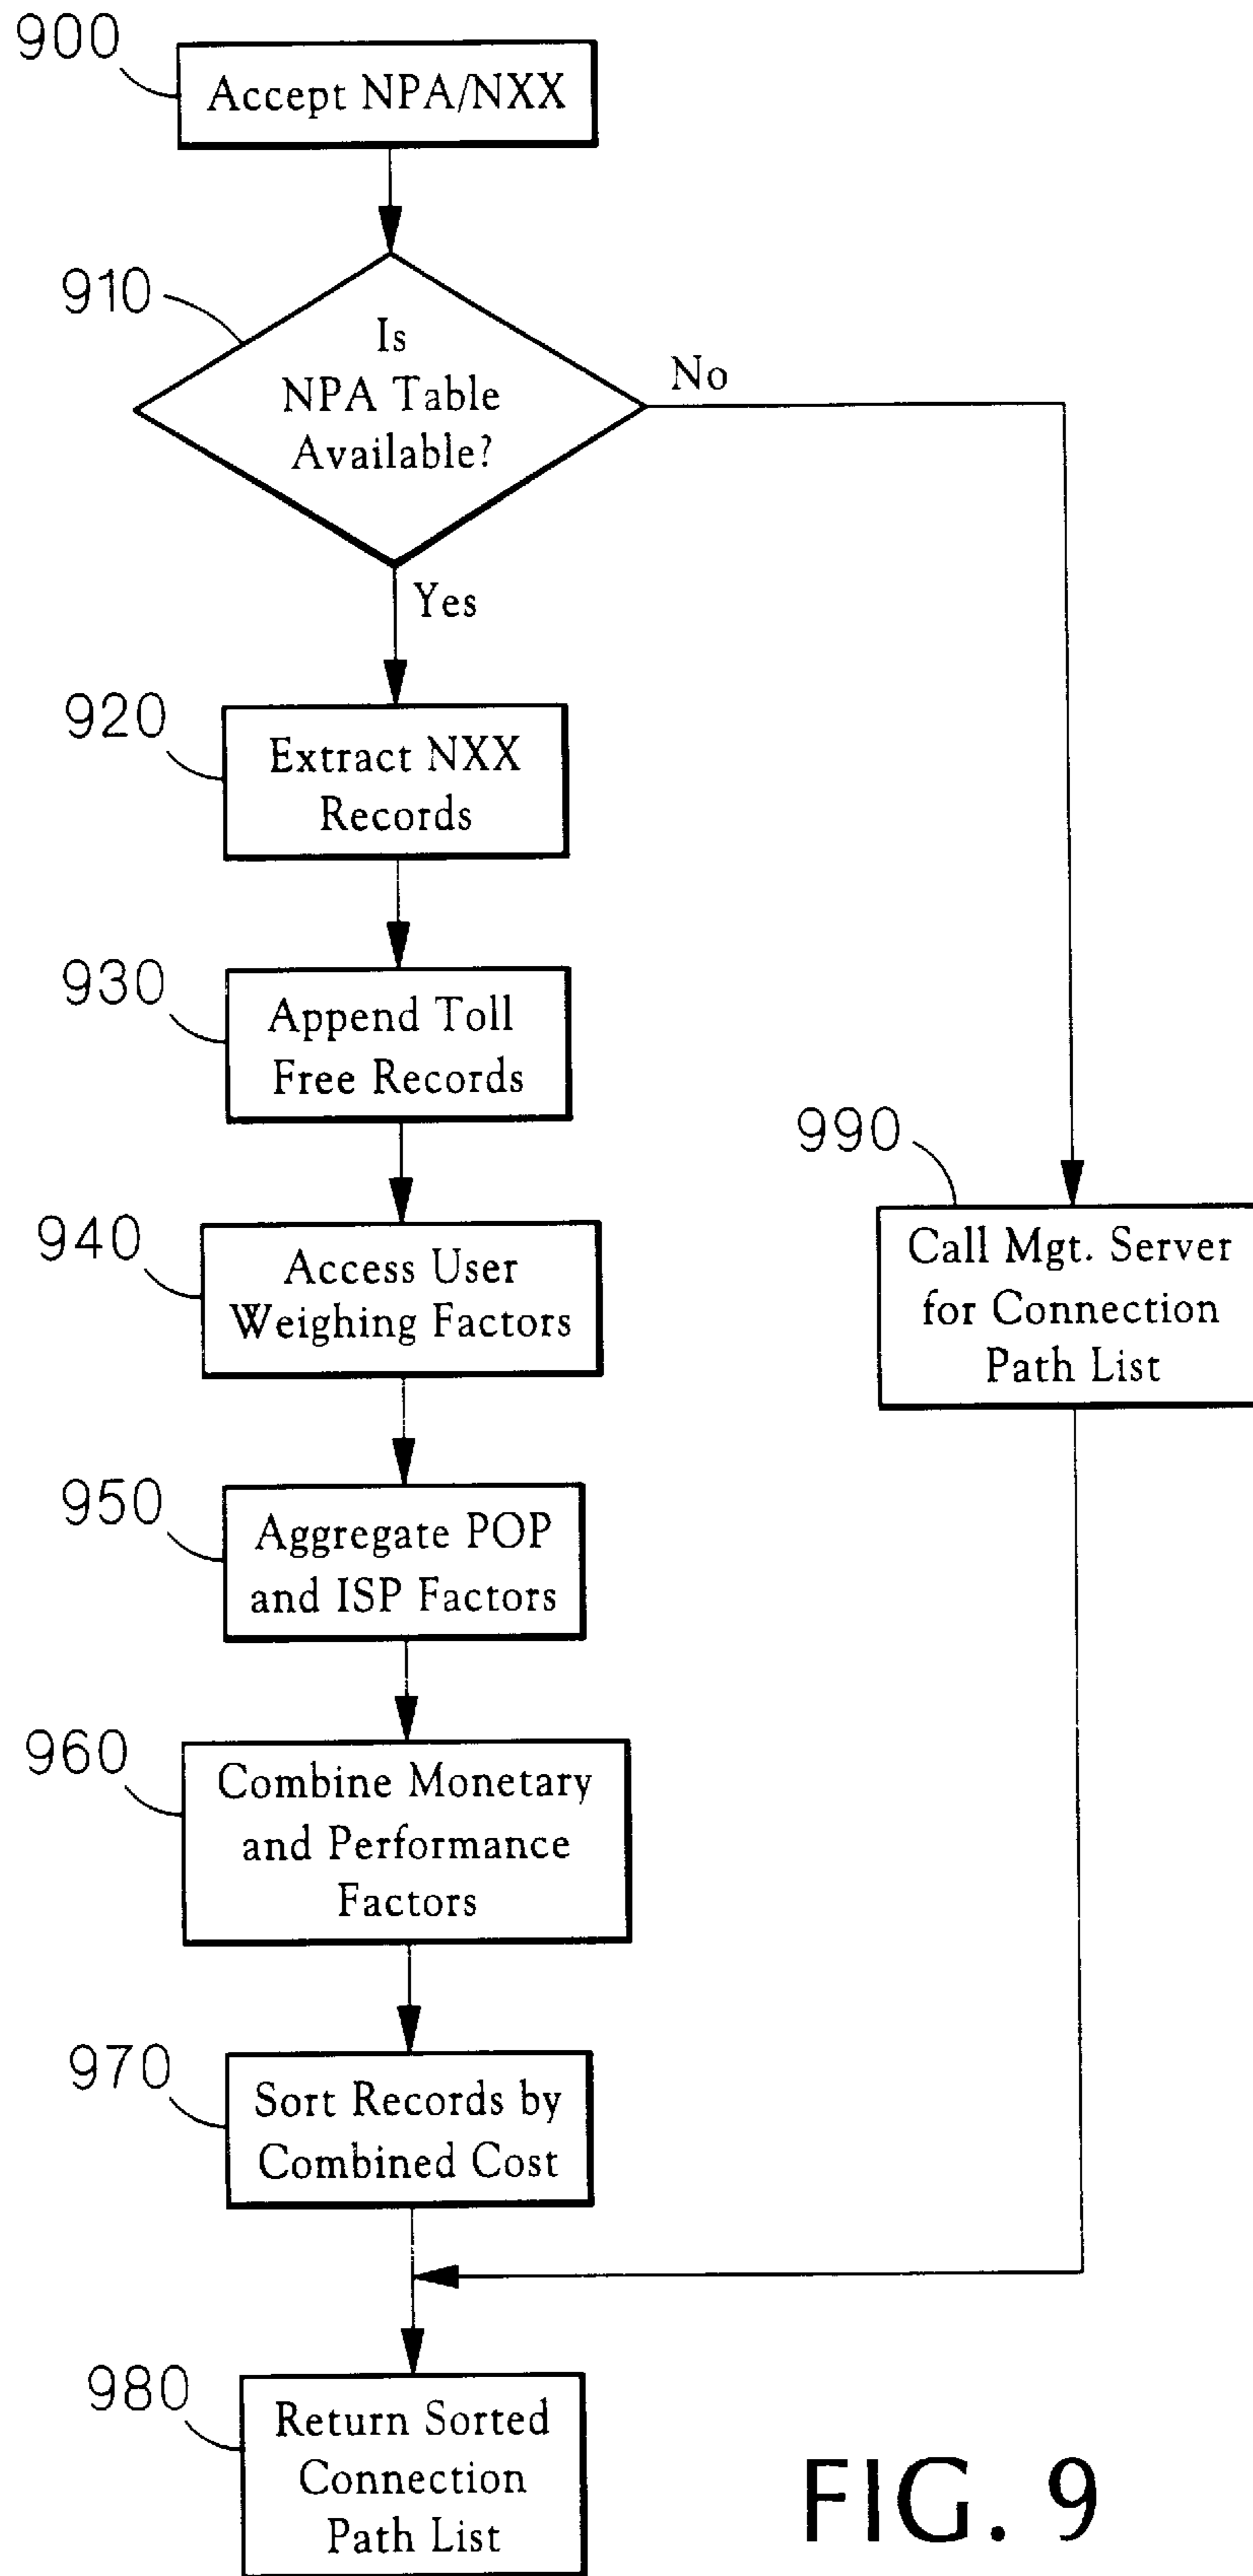 900
Accept NPA/NXX
910
Is
NPA Table
Available?
No
Yes
920
Extract NXX
Records
930
Append Toll
Free Records
940
Access User
Weighing Factors
990
Call Mgt. Server
for Connection
Path List
950
Aggregate POP
and ISP Factors
960
Combine Monetary
and Performance
Factors
970
Sort Records by
Combined Cost
980
Return Sorted
Connection
Path List
FIG. 9